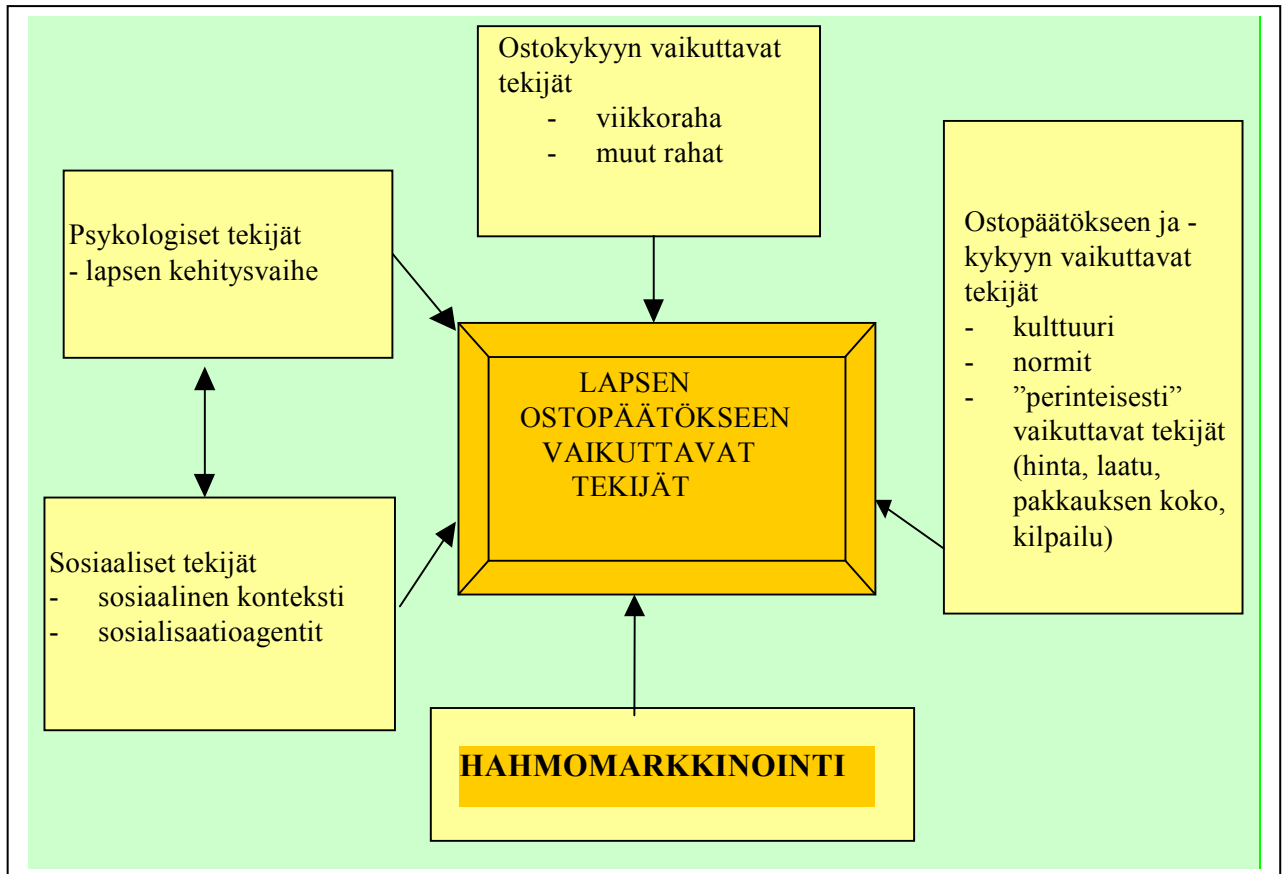 Ostokykyyn vaikuttavat
tekijät
- viikkoraha
- muut rahat
Psykologiset tekijät
- lapsen kehitysvaihe
Ostopäätökseen ja -
kykyyn vaikuttavat
tekijät
- kulttuuri
- normit
- ”perinteisesti”
vaikuttavat tekijät
(hinta, laatu,
pakkauksen koko,
kilpailu)
LAPSEN
OSTOPÄÄTÖKSEEN
VAIKUTTAVAT
TEKIJÄT
Sosiaaliset tekijät
- sosiaalinen konteksti
- sosialisaatioagentit
HAHMOMARKKINOINTI